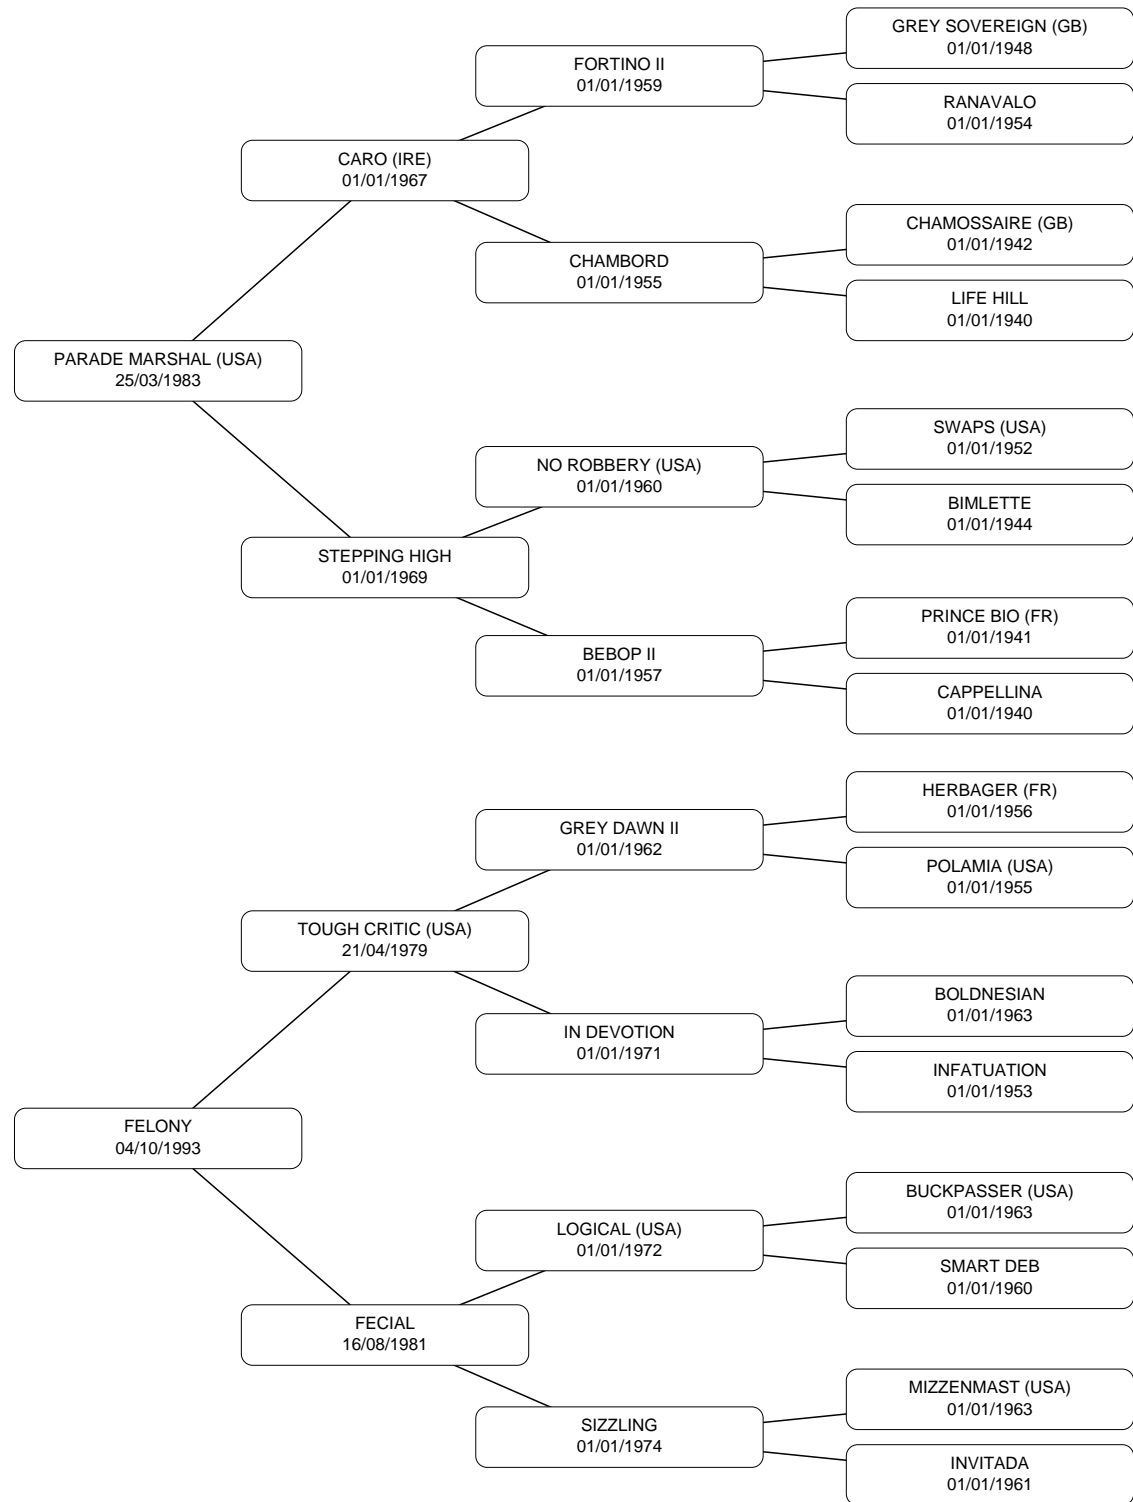 GREY SOVEREIGN (GB)
01/01/1948
FORTINO II
01/01/1959
RANAVALO
01/01/1954
CARO (IRE)
01/01/1967
CHAMOSSAIRE (GB)
01/01/1942
CHAMBORD
01/01/1955
LIFE HILL
01/01/1940
PARADE MARSHAL (USA)
25/03/1983
SWAPS (USA)
01/01/1952
NO ROBBERY (USA)
01/01/1960
BIMLETTE
01/01/1944
STEPPING HIGH
01/01/1969
PRINCE BIO (FR)
01/01/1941
BEBOP II
01/01/1957
CAPPELLINA
01/01/1940
HERBAGER (FR)
01/01/1956
GREY DAWN II
01/01/1962
POLAMIA (USA)
01/01/1955
TOUGH CRITIC (USA)
21/04/1979
BOLDNESIAN
01/01/1963
IN DEVOTION
01/01/1971
INFATUATION
01/01/1953
FELONY
04/10/1993
BUCKPASSER (USA)
01/01/1963
LOGICAL (USA)
01/01/1972
SMART DEB
01/01/1960
FECIAL
16/08/1981
MIZZENMAST (USA)
01/01/1963
SIZZLING
01/01/1974
INVITADA
01/01/1961